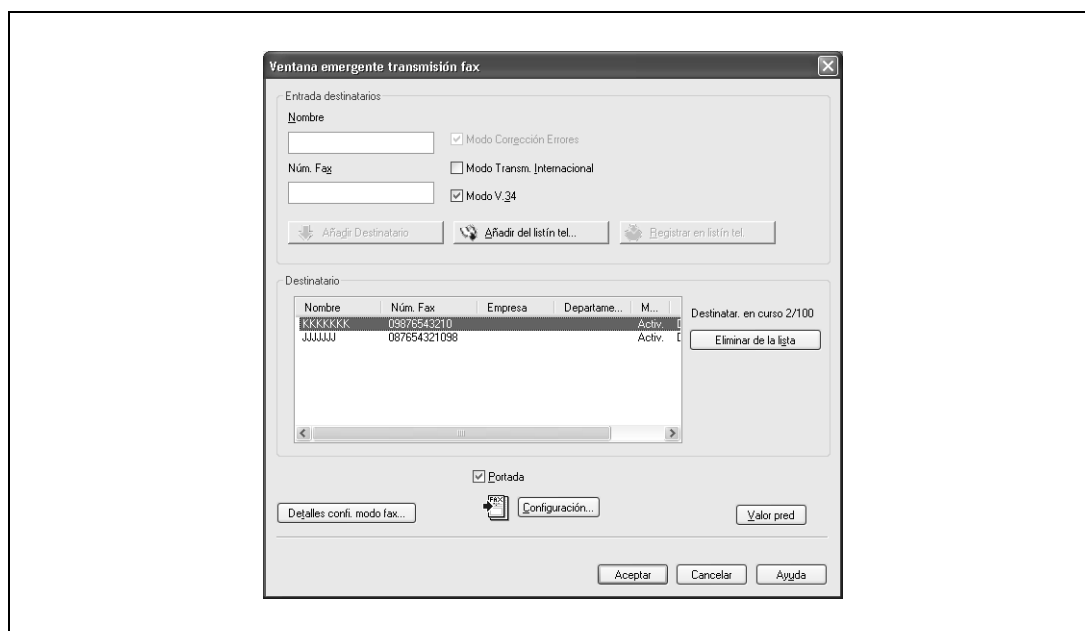 Ventana emergente transmisión fax
Entrada destinatarios
Nombre
Modo Corrección Errores
Núm. Fax
Modo Transm. Internacional
Modo V.34
Añadir Destinatario
Añadir del listín tel...
Registrar en listín tel.
Destinatario
Nombre Núm. Fax Empresa Departame... M...
KKKKKKK 09876543210 Activ.
JJJJJJJ 087654321098 Activ.
Destinatar. en curso 2/100
Eliminar de la lista
Portada
FAX
Detalles confi. modo fax...
Configuración...
Valor pred
Aceptar
Cancelar
Ayuda